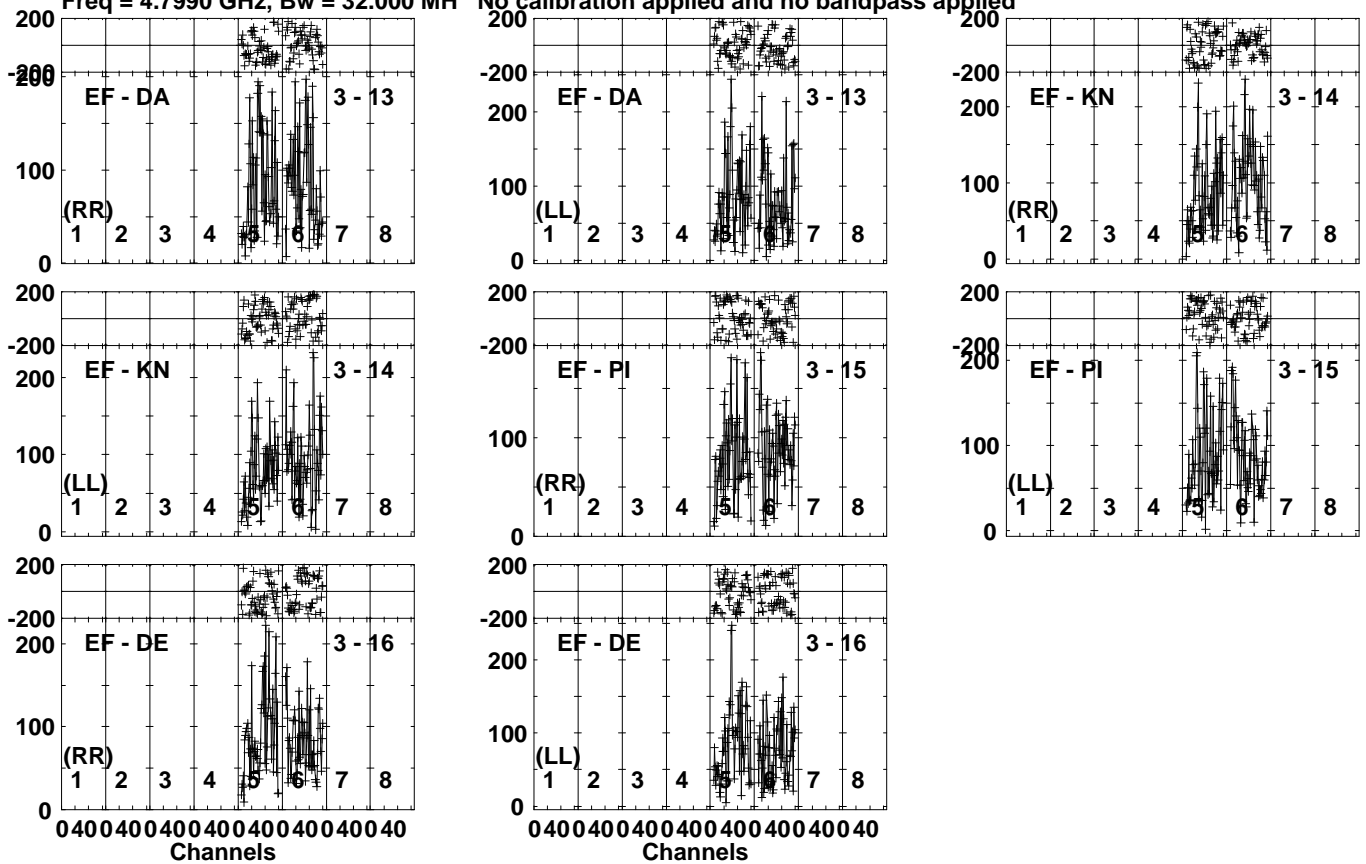 Freq = 4.7990 GHz, Bw = 32.000 MH No calibration applied and no bandpass applied
200
-200
200
EF - DA 3 - 13
100
(RR)
1 2 3 4 5 6 7 8
0
200
-200
EF - DA 3 - 13
200
100
(LL)
1 2 3 4 5 6 7 8
0
200
-200
EF - KN 3 - 14
200
100
(RR)
1 2 3 4 5 6 7 8
0
200
-200
EF - KN 3 - 14
200
100
(LL)
1 2 3 4 5 6 7 8
0
200
-200
EF - PI 3 - 15
100
(RR)
1 2 3 4 5 6 7 8
0
200
-200
200
EF - PI 3 - 15
100
(LL)
1 2 3 4 5 6 7 8
0
200
-200
EF - DE 3 - 16
200
100
(RR)
1 2 3 4 5 6 7 8
0
0 40 0 40 0 40 0 40 0 40 0 40 0 40 0 40
Channels
200
-200
EF - DE 3 - 16
200
100
(LL)
1 2 3 4 5 6 7 8
0
0 40 0 40 0 40 0 40 0 40 0 40 0 40 0 40
Channels